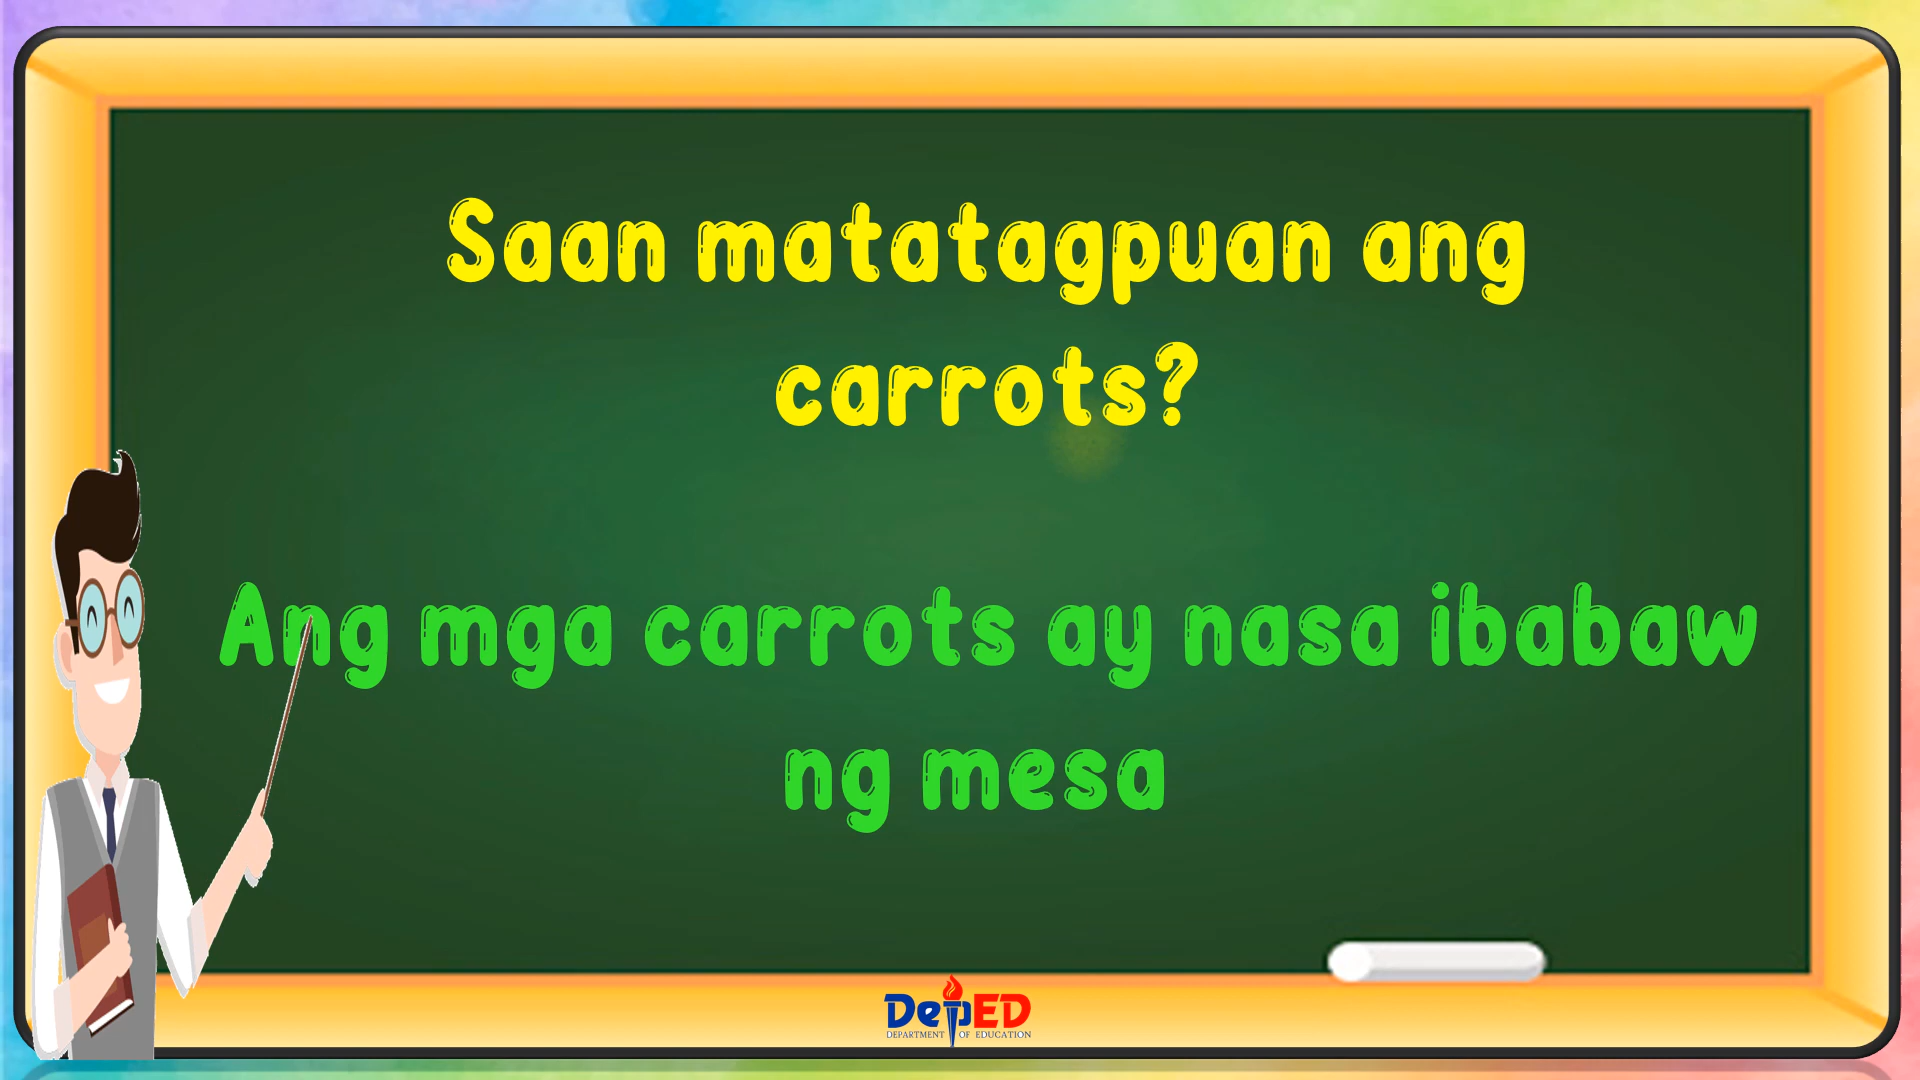 Saan matatagpuan ang
carrots?
Ang mga carrots ay nasa ibabaw
ng mesa
DepED
DEPARTMENT OF EDUCATION